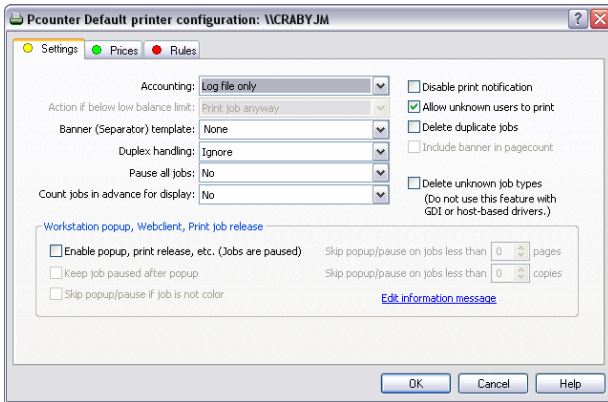 Pcounter Default printer configuration: \\CRABYJM
Settings Prices Rules
Accounting: Log file only
Disable print notification
Action if below low balance limit: Print job anyway
Allow unknown users to print
Banner (Separator) template: None
Delete duplicate jobs
Duplex handling: Ignore
Include banner in pagecount
Pause all jobs: No
Count jobs in advance for display: No
Delete unknown job types
(Do not use this feature with
GDI or host-based drivers.)
Workstation popup, Webclient, Print job release
Enable popup, print release, etc. (Jobs are paused)
Skip popup/pause on jobs less than 0 pages
Keep job paused after popup
Skip popup/pause on jobs less than 0 copies
Skip popup/pause if job is not color
Edit information message
OK Cancel Help